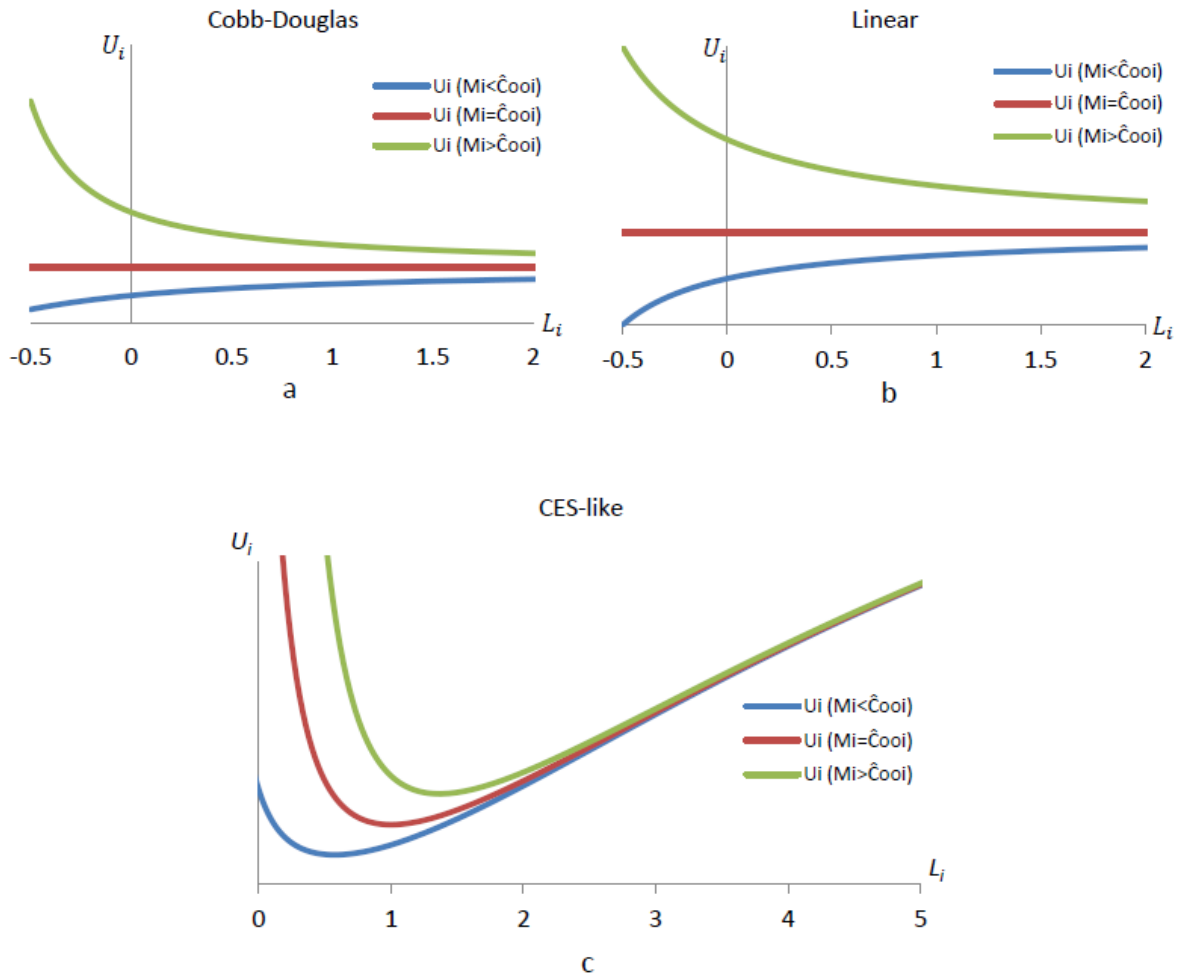 Cobb-Douglas
U_i
Ui (Mi<Ĉooi)
Ui (Mi=Ĉooi)
Ui (Mi>Ĉooi)
L_i
-0.5 0 0.5 1 1.5 2
a
Linear
U_i
Ui (Mi<Ĉooi)
Ui (Mi=Ĉooi)
Ui (Mi>Ĉooi)
L_i
-0.5 0 0.5 1 1.5 2
b
CES-like
U_i
Ui (Mi<Ĉooi)
Ui (Mi=Ĉooi)
Ui (Mi>Ĉooi)
L_i
0 1 2 3 4 5
c